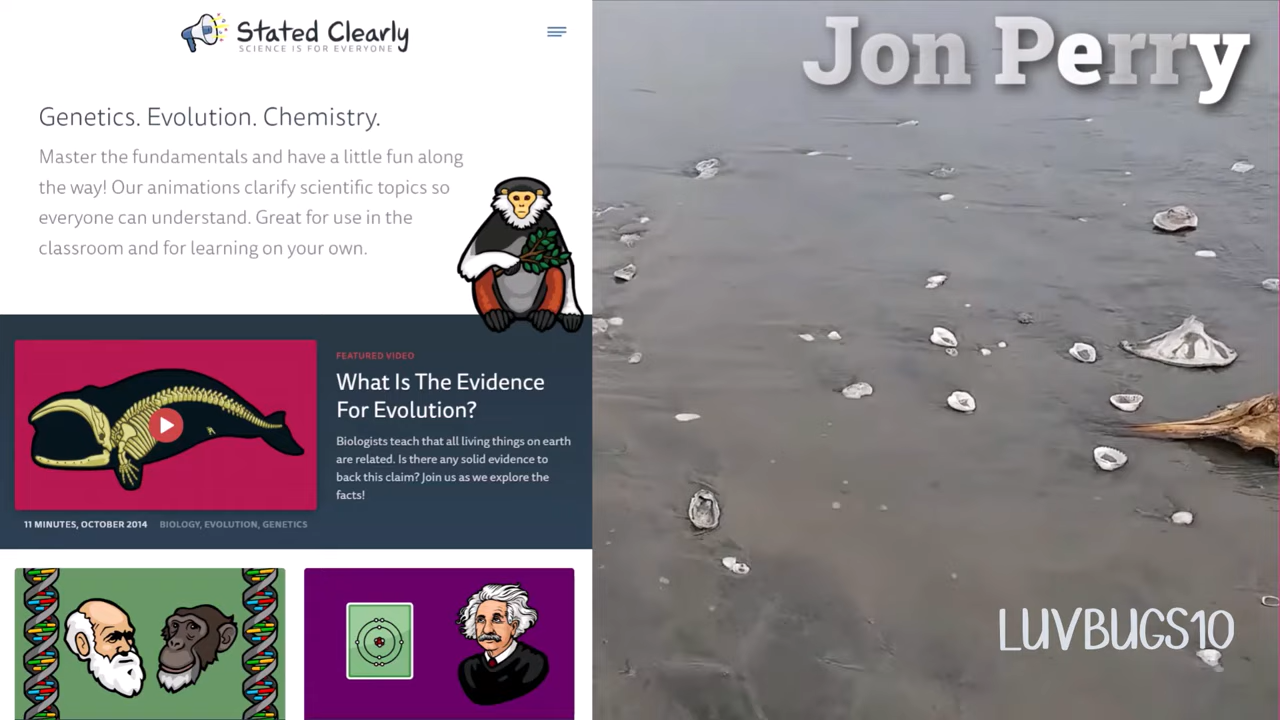 Stated Clearly
SCIENCE IS FOR EVERYONE
Genetics. Evolution. Chemistry.
Master the fundamentals and have a little fun along
the way! Our animations clarify scientific topics so
everyone can understand. Great for use in the
classroom and for learning on your own.
FEATURED VIDEO
What Is The Evidence
For Evolution?
Biologists teach that all living things on earth
are related. Is there any solid evidence to
back this claim? Join us as we explore the
facts!
11 MINUTES, OCTOBER 2014 BIOLOGY, EVOLUTION, GENETICS
Jon Perry
LUVBUGS10